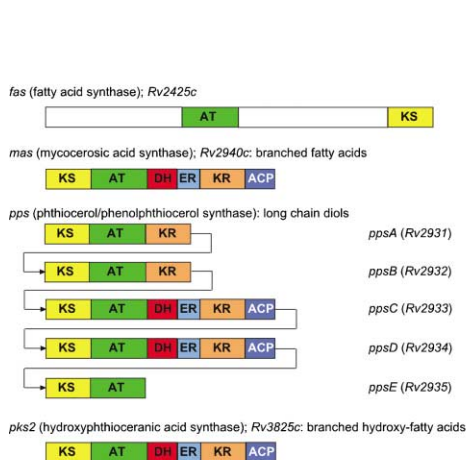 fas (fatty acid synthase); Rv2425c
AT KS
mas (mycocerosic acid synthase); Rv2940c: branched fatty acids
KS AT DH ER KR ACP
pps (phthiocerol/phenolphthiocerol synthase): long chain diols
KS AT KR ppsA (Rv2931)
KS AT KR ppsB (Rv2932)
KS AT DH ER KR ACP ppsC (Rv2933)
KS AT DH ER KR ACP ppsD (Rv2934)
KS AT ppsE (Rv2935)
pks2 (hydroxyphthioceranic acid synthase); Rv3825c: branched hydroxy-fatty acids
KS AT DH ER KR ACP